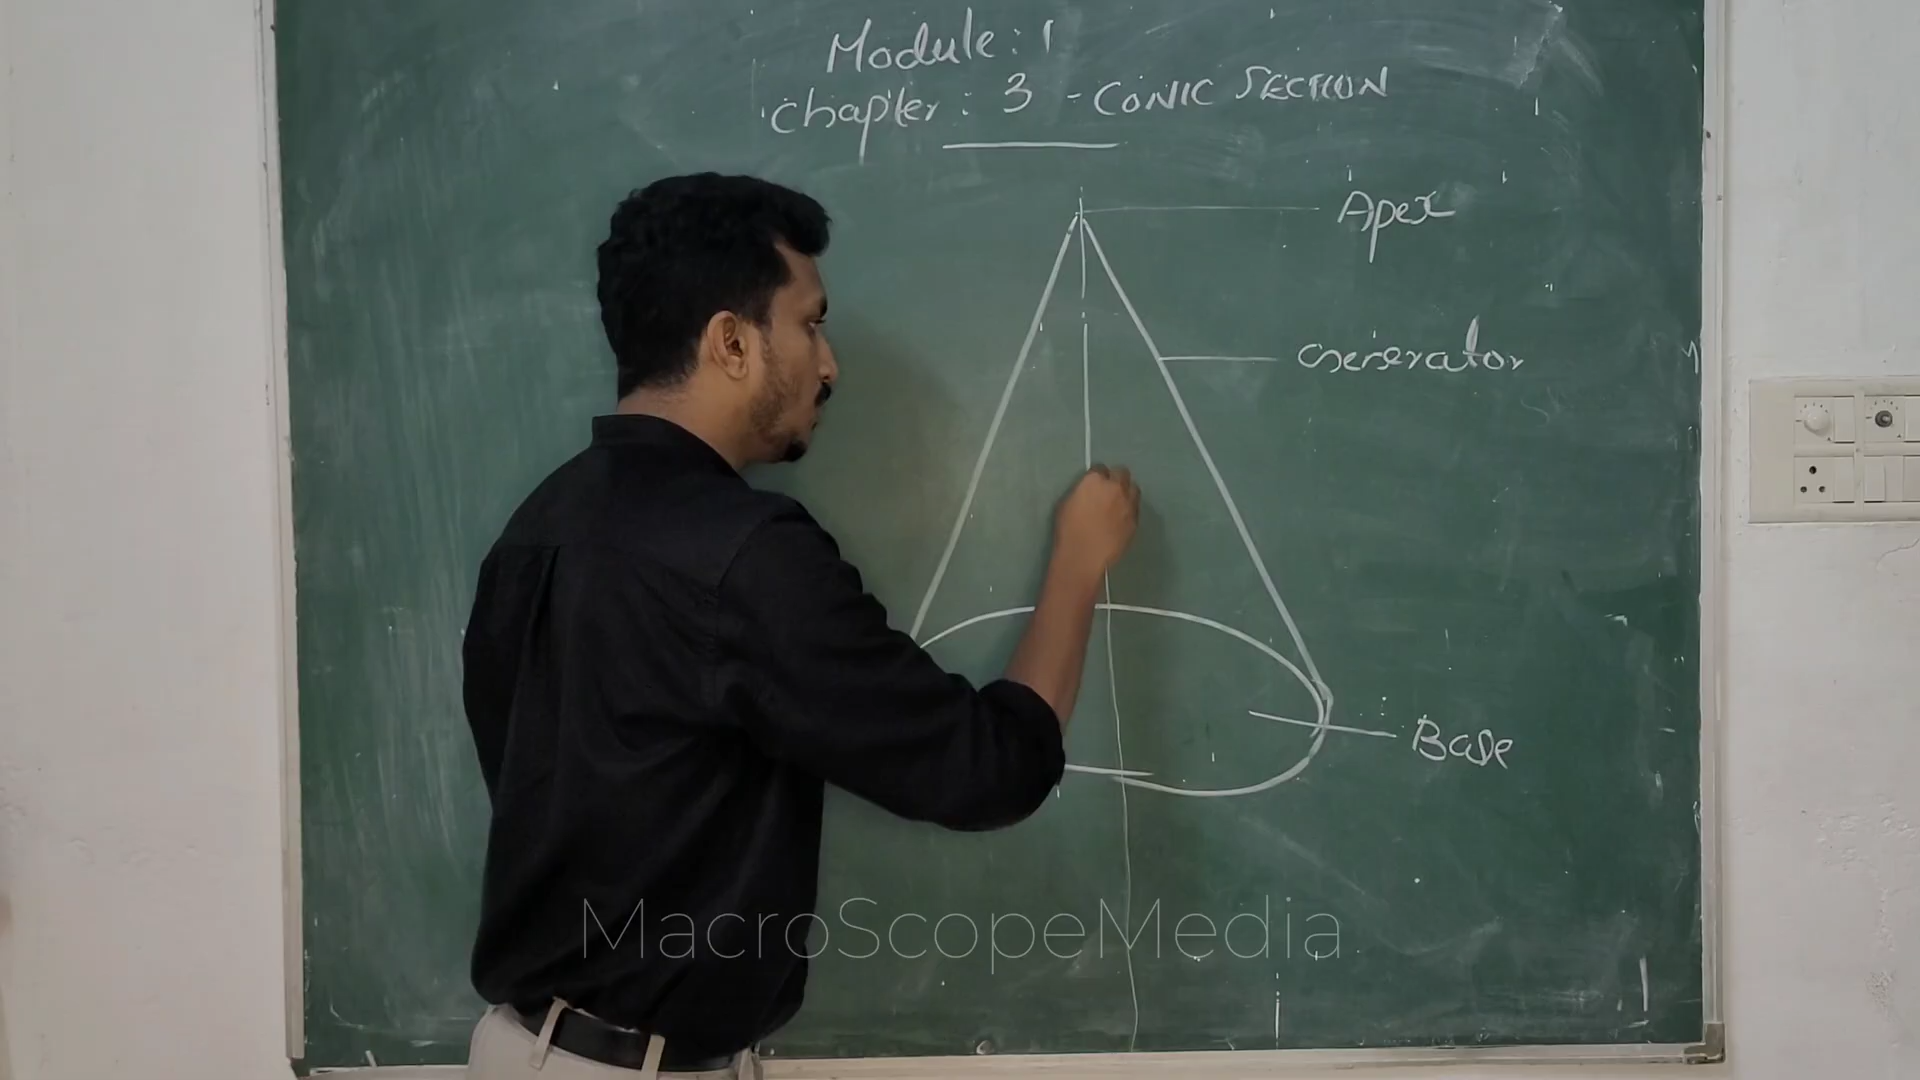 Module: 1
Chapter: 3 - CONIC SECTION
Apex
Generator
Base
MacroScopeMedia